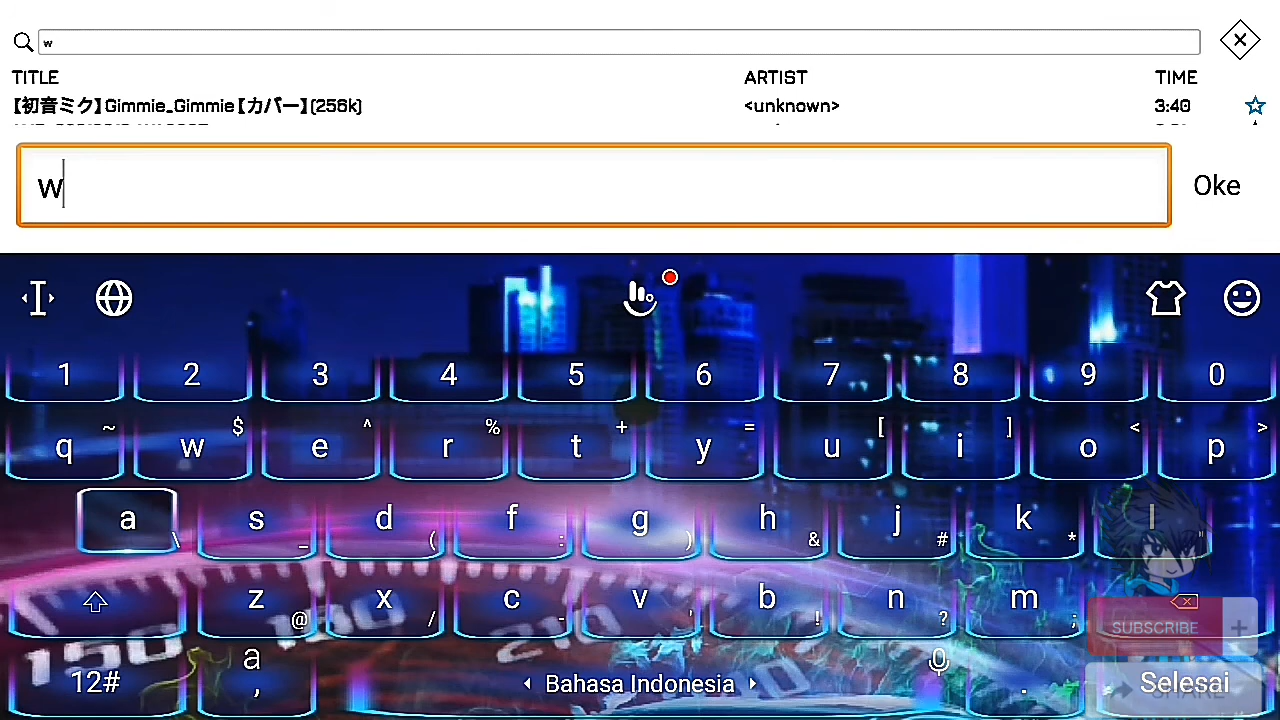 w
TITLE ARTIST TIME
【初音ミク】Gimmie_Gimmie【カバー】(256k) <unknown> 3:40
w Oke
1 2 3 4 5 6 7 8 9 0
~ $ ^ % + = [ ] < >
q w e r t y u i o p
a s d f g h j k l
\ _ ( : ) & # * "
z x c v b n m
@ / - ' ! ? ;
SUBSCRIBE +
a
12# , Bahasa Indonesia . Selesai